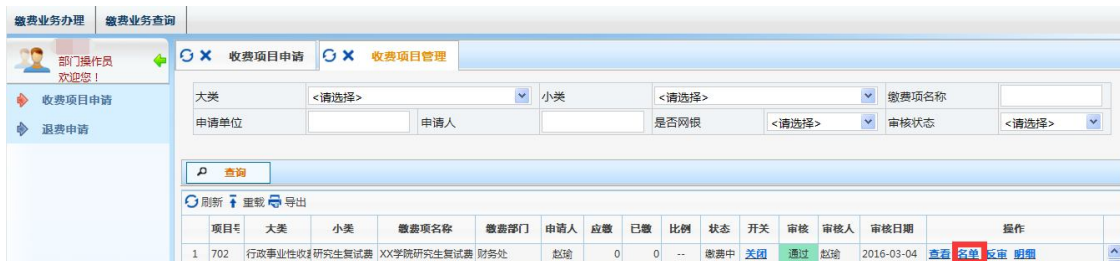 缴费业务办理 缴费业务查询
部门操作员
欢迎您！
收费项目申请 收费项目管理
收费项目申请
退费申请
大类 <请选择> 小类 <请选择> 缴费项名称
申请单位 申请人 是否网银 <请选择> 审核状态 <请选择>
查询
刷新 重载 导出
项目号 大类 小类 缴费项名称 缴费部门 申请人 应缴 已缴 比例 状态 开关 审核 审核人 审核日期 操作
1 702 行政事业性收 研究生复试费 XX学院研究生复试费 财务处 赵瑜 0 0 -- 缴费中 关闭 通过 赵瑜 2016-03-04 查看 名单 反审 明细